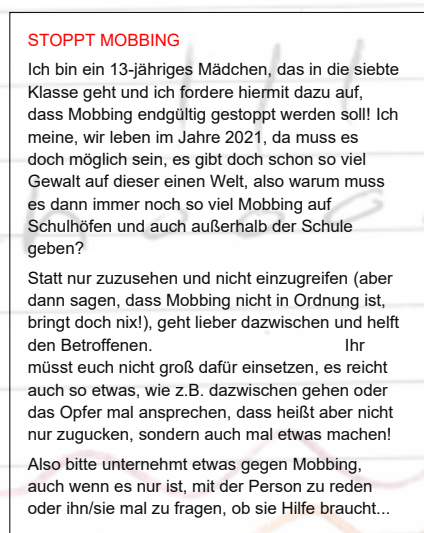 STOPPT MOBBING
Ich bin ein 13-jähriges Mädchen, das in die siebte
Klasse geht und ich fordere hiermit dazu auf,
dass Mobbing endgültig gestoppt werden soll! Ich
meine, wir leben im Jahre 2021, da muss es
doch möglich sein, es gibt doch schon so viel
Gewalt auf dieser einen Welt, also warum muss
es dann immer noch so viel Mobbing auf
Schulhöfen und auch außerhalb der Schule
geben?
Statt nur zuzusehen und nicht einzugreifen (aber
dann sagen, dass Mobbing nicht in Ordnung ist,
bringt doch nix!), geht lieber dazwischen und helft
den Betroffenen. Ihr
müsst euch nicht groß dafür einsetzen, es reicht
auch so etwas, wie z.B. dazwischen gehen oder
das Opfer mal ansprechen, dass heißt aber nicht
nur zugucken, sondern auch mal etwas machen!
Also bitte unternehmt etwas gegen Mobbing,
auch wenn es nur ist, mit der Person zu reden
oder ihn/sie mal zu fragen, ob sie Hilfe braucht...